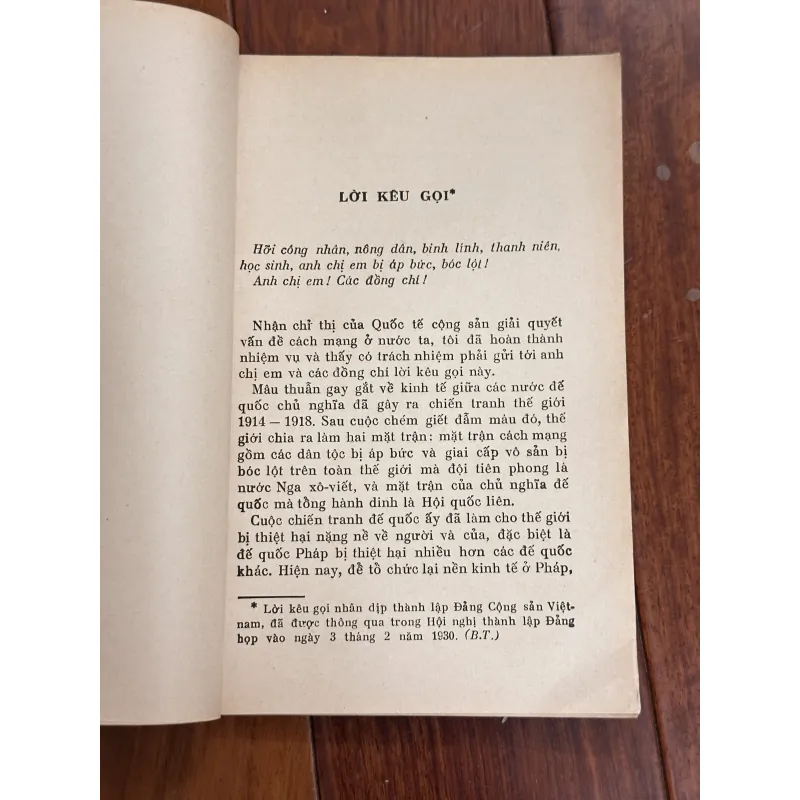 LỜI KÊU GỌI*
Hỡi công nhân, nông dân, binh lính, thanh niên,
học sinh, anh chị em bị áp bức, bóc lột!
Anh chị em! Các đồng chí!
Nhận chỉ thị của Quốc tế cộng sản giải quyết
vấn đề cách mạng ở nước ta, tôi đã hoàn thành
nhiệm vụ và thấy có trách nhiệm phải gửi tới anh
chị em và các đồng chí lời kêu gọi này.
Mâu thuẫn gay gắt về kinh tế giữa các nước đế
quốc chủ nghĩa đã gây ra chiến tranh thế giới
1914 — 1918. Sau cuộc chém giết đẫm máu đó, thế
giới chia ra làm hai mặt trận: mặt trận cách mạng
gồm các dân tộc bị áp bức và giai cấp vô sản bị
bóc lột trên toàn thế giới mà đội tiên phong là
nước Nga xô-viết, và mặt trận của chủ nghĩa đế
quốc mà tổng hành dinh là Hội quốc liên.
Cuộc chiến tranh đế quốc ấy đã làm cho thế giới
bị thiệt hại nặng nề về người và của, đặc biệt là
đế quốc Pháp bị thiệt hại nhiều hơn các đế quốc
khác. Hiện nay, để tổ chức lại nền kinh tế ở Pháp,
* Lời kêu gọi nhân dịp thành lập Đảng Cộng sản Việt-
nam, đã được thông qua trong Hội nghị thành lập Đảng
họp vào ngày 3 tháng 2 năm 1930. (B.T.)